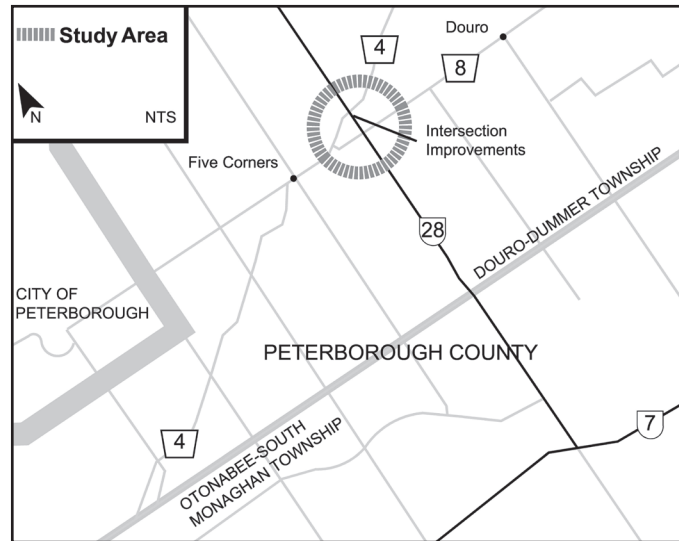 Study Area
N
NTS
4
Douro
8
Intersection
Improvements
Five Corners
28
DOURO-DUMMER TOWNSHIP
CITY OF
PETERBOROUGH
PETERBOROUGH COUNTY
7
4
OTONABEE-SOUTH
MONAGHAN TOWNSHIP